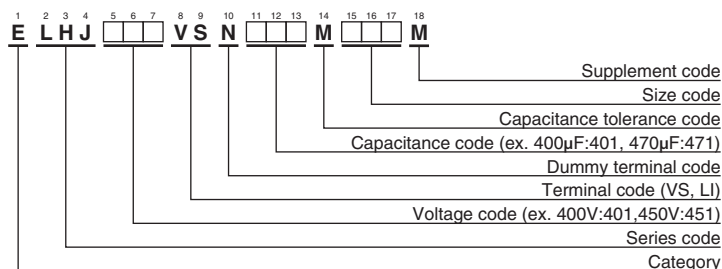 1 2 3 4 5 6 7 8 9 10 11 12 13 14 15 16 17 18
E LHJ □□□ VS N □□□ M □□□ M
Supplement code
Size code
Capacitance tolerance code
Capacitance code (ex. 400µF:401, 470µF:471)
Dummy terminal code
Terminal code (VS, LI)
Voltage code (ex. 400V:401,450V:451)
Series code
Category